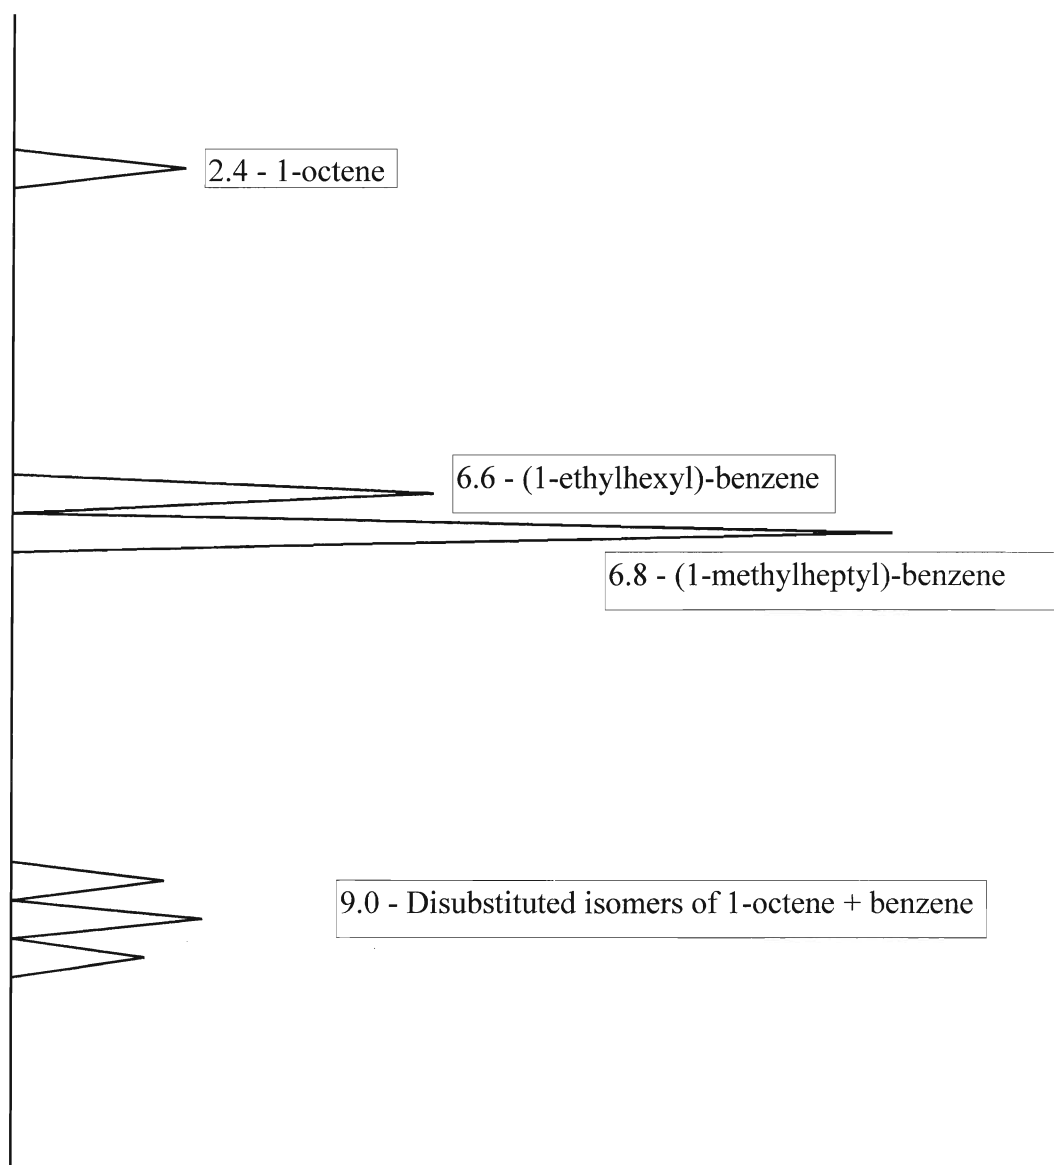 2.4 - 1-octene
6.6 - (1-ethylhexyl)-benzene
6.8 - (1-methylheptyl)-benzene
9.0 - Disubstituted isomers of 1-octene + benzene